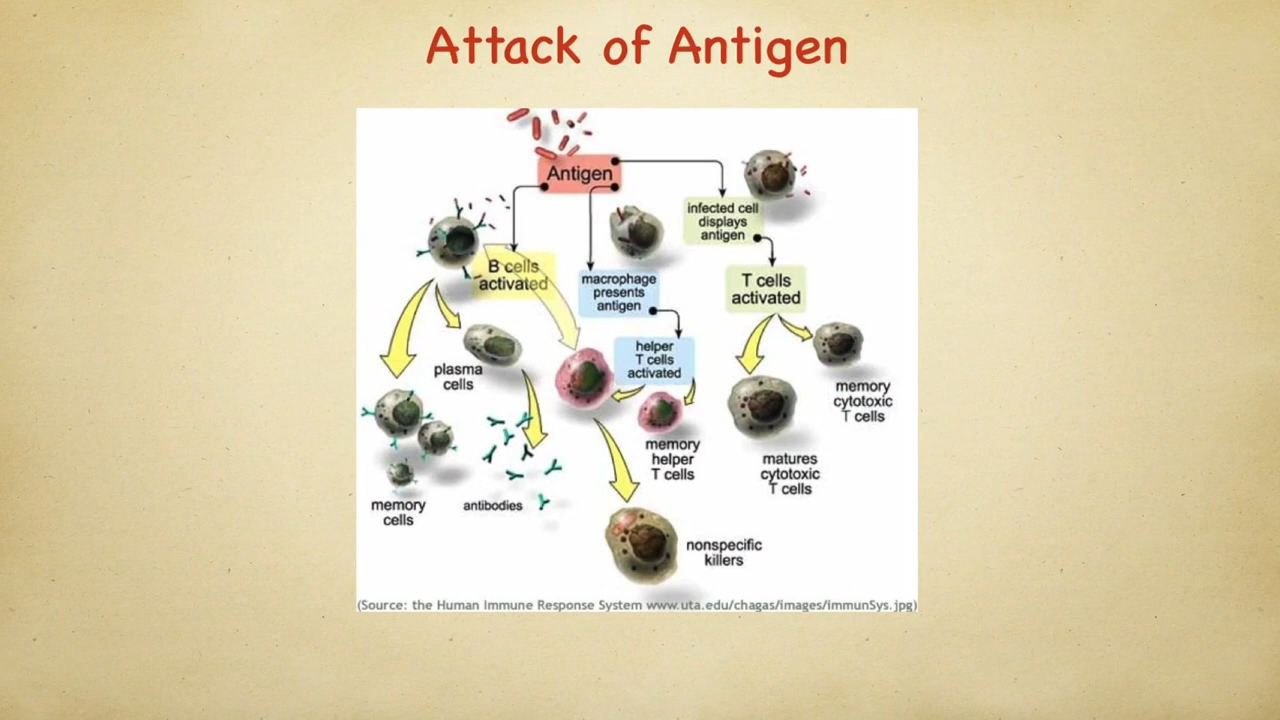 Attack of Antigen
Antigen
infected cell
displays
antigen
B cells
activated
macrophage
presents
antigen
T cells
activated
helper
T cells
activated
plasma
cells
memory
cytotoxic
T cells
memory
helper
T cells
matures
cytotoxic
T cells
memory
cells
antibodies
nonspecific
killers
(Source: the Human Immune Response System www.uta.edu/chagas/images/immunSys.jpg)